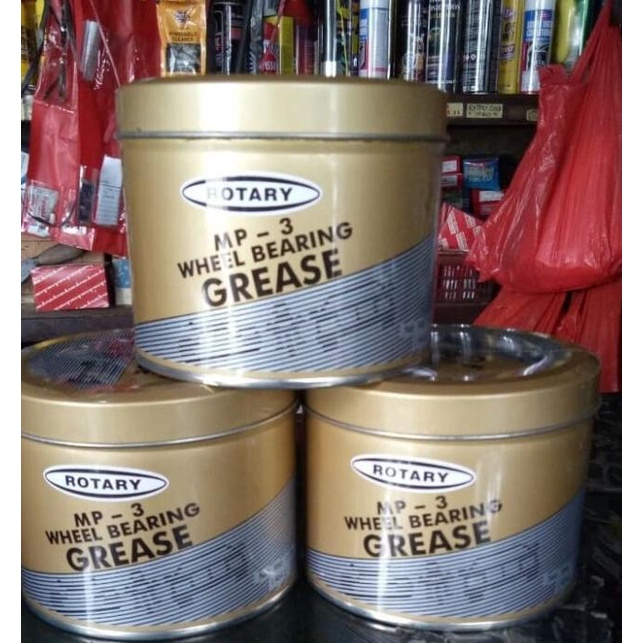 ROTARY
MP - 3
WHEEL BEARING
GREASE
ROTARY
MP - 3
WHEEL BEARING
GREASE
ROTARY
MP - 3
WHEEL BEARING
GREASE